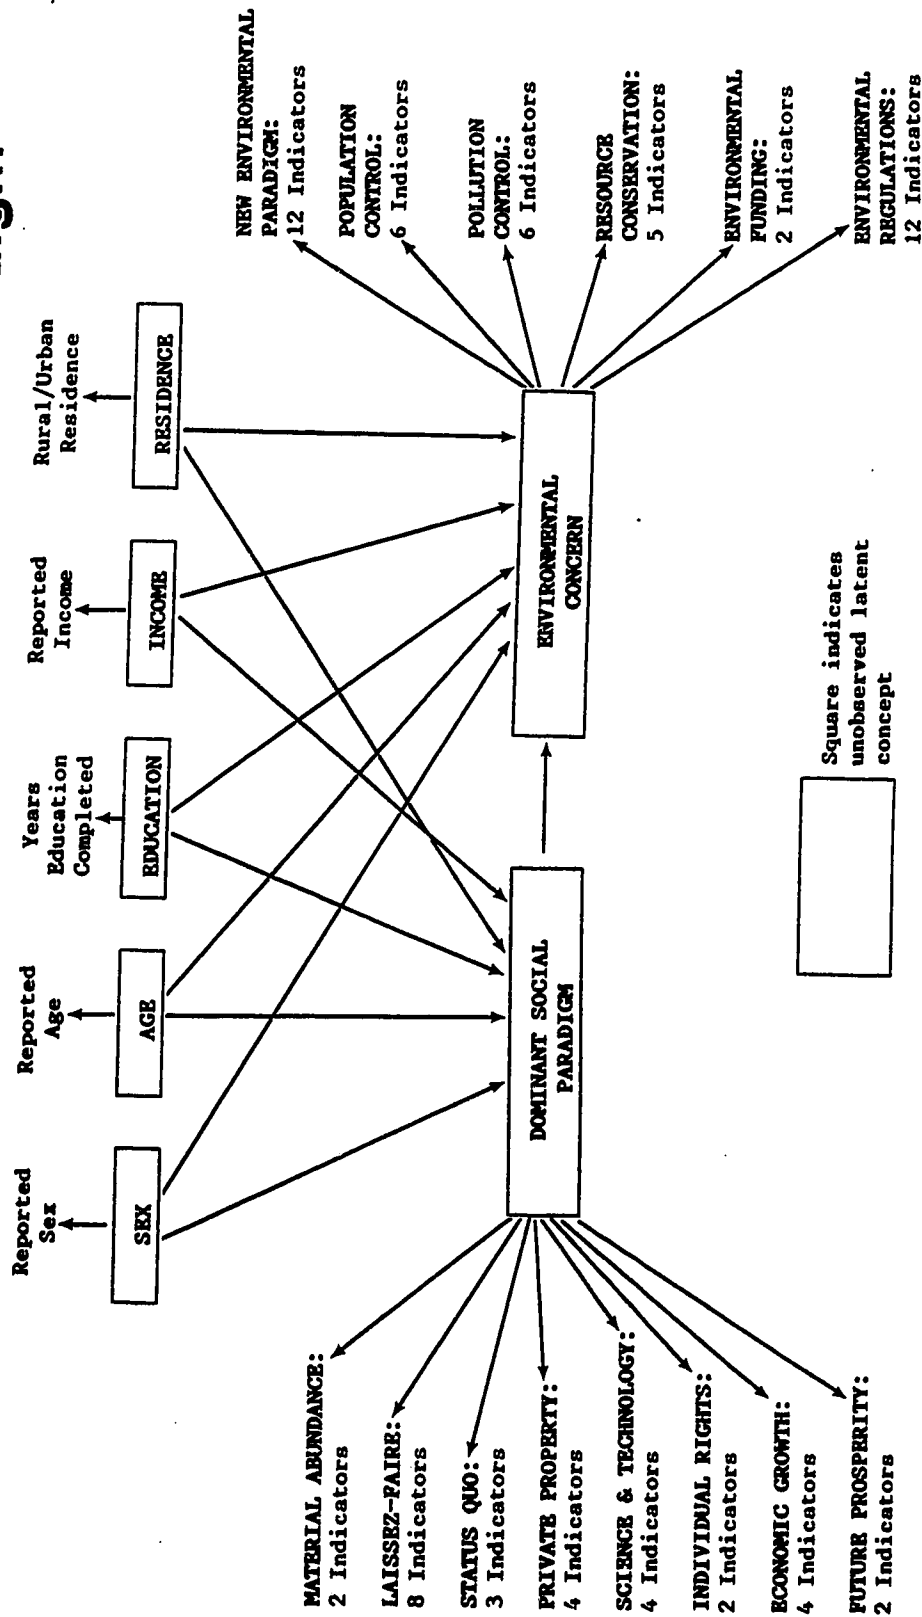 Reported
Sex
Reported
Age
Years
Education
Completed
Reported
Income
Rural/Urban
Residence
SEX
AGE
EDUCATION
INCOME
RESIDENCE
MATERIAL ABUNDANCE:
2 Indicators
LAISSEZ-FAIRE:
8 Indicators
STATUS QUO:
3 Indicators
PRIVATE PROPERTY:
4 Indicators
SCIENCE & TECHNOLOGY:
4 Indicators
INDIVIDUAL RIGHTS:
2 Indicators
ECONOMIC GROWTH:
4 Indicators
FUTURE PROSPERITY:
2 Indicators
DOMINANT SOCIAL
PARADIGM
ENVIRONMENTAL
CONCERN
NEW ENVIRONMENTAL
PARADIGM:
12 Indicators
POPULATION
CONTROL:
6 Indicators
POLLUTION
CONTROL:
6 Indicators
RESOURCE
CONSERVATION:
5 Indicators
ENVIRONMENTAL
FUNDING:
2 Indicators
ENVIRONMENTAL
REGULATIONS:
12 Indicators
Square indicates
unobserved latent
concept